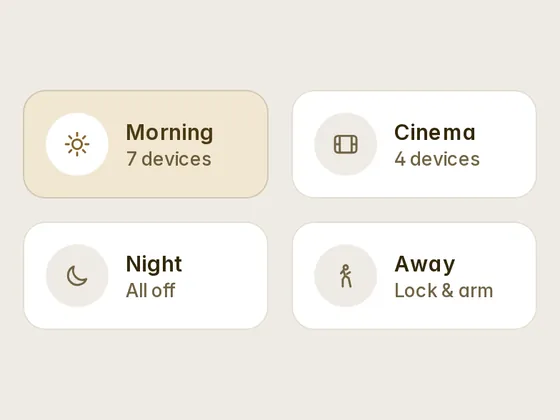 Morning
7 devices
Cinema
4 devices
Night
All off
Away
Lock & arm